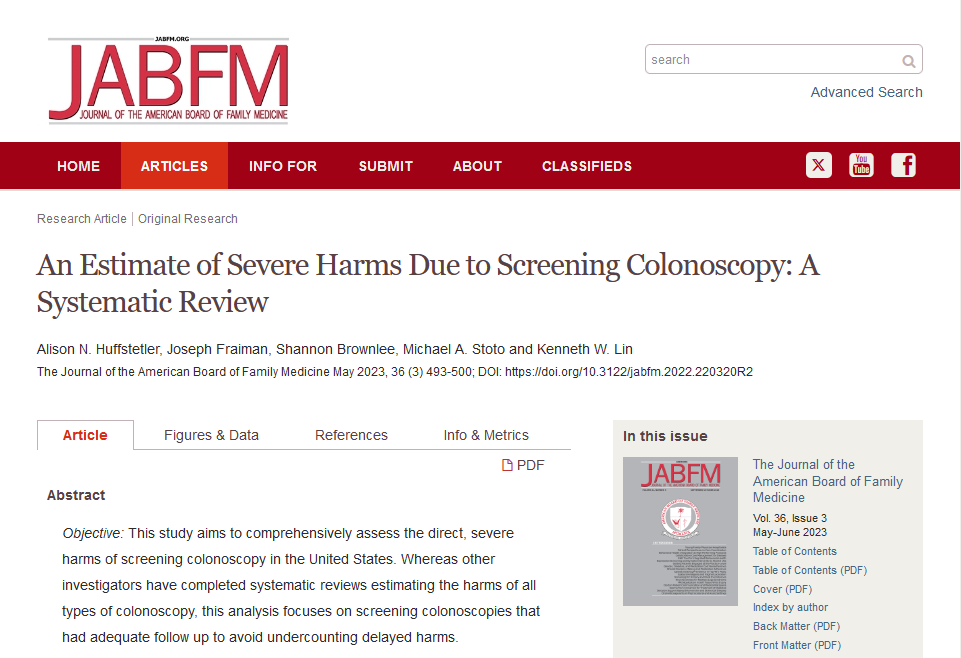 JABFM.ORG
JABFM
JOURNAL OF THE AMERICAN BOARD OF FAMILY MEDICINE
search
Advanced Search
HOME
ARTICLES
INFO FOR
SUBMIT
ABOUT
CLASSIFIEDS
X
You
Tube
f
Research Article | Original Research
An Estimate of Severe Harms Due to Screening Colonoscopy: A
Systematic Review
Alison N. Huffstetler, Joseph Fraiman, Shannon Brownlee, Michael A. Stoto and Kenneth W. Lin
The Journal of the American Board of Family Medicine May 2023, 36 (3) 493-500; DOI: https://doi.org/10.3122/jabfm.2022.220320R2
Article
Figures & Data
References
Info & Metrics
PDF
Abstract
Objective: This study aims to comprehensively assess the direct, severe
harms of screening colonoscopy in the United States. Whereas other
investigators have completed systematic reviews estimating the harms of all
types of colonoscopy, this analysis focuses on screening colonoscopies that
had adequate follow up to avoid undercounting delayed harms.
In this issue
JABFM
The Journal of the
American Board of Family
Medicine
Vol. 36, Issue 3
May-June 2023
Table of Contents
Table of Contents (PDF)
Cover (PDF)
Index by author
Back Matter (PDF)
Front Matter (PDF)